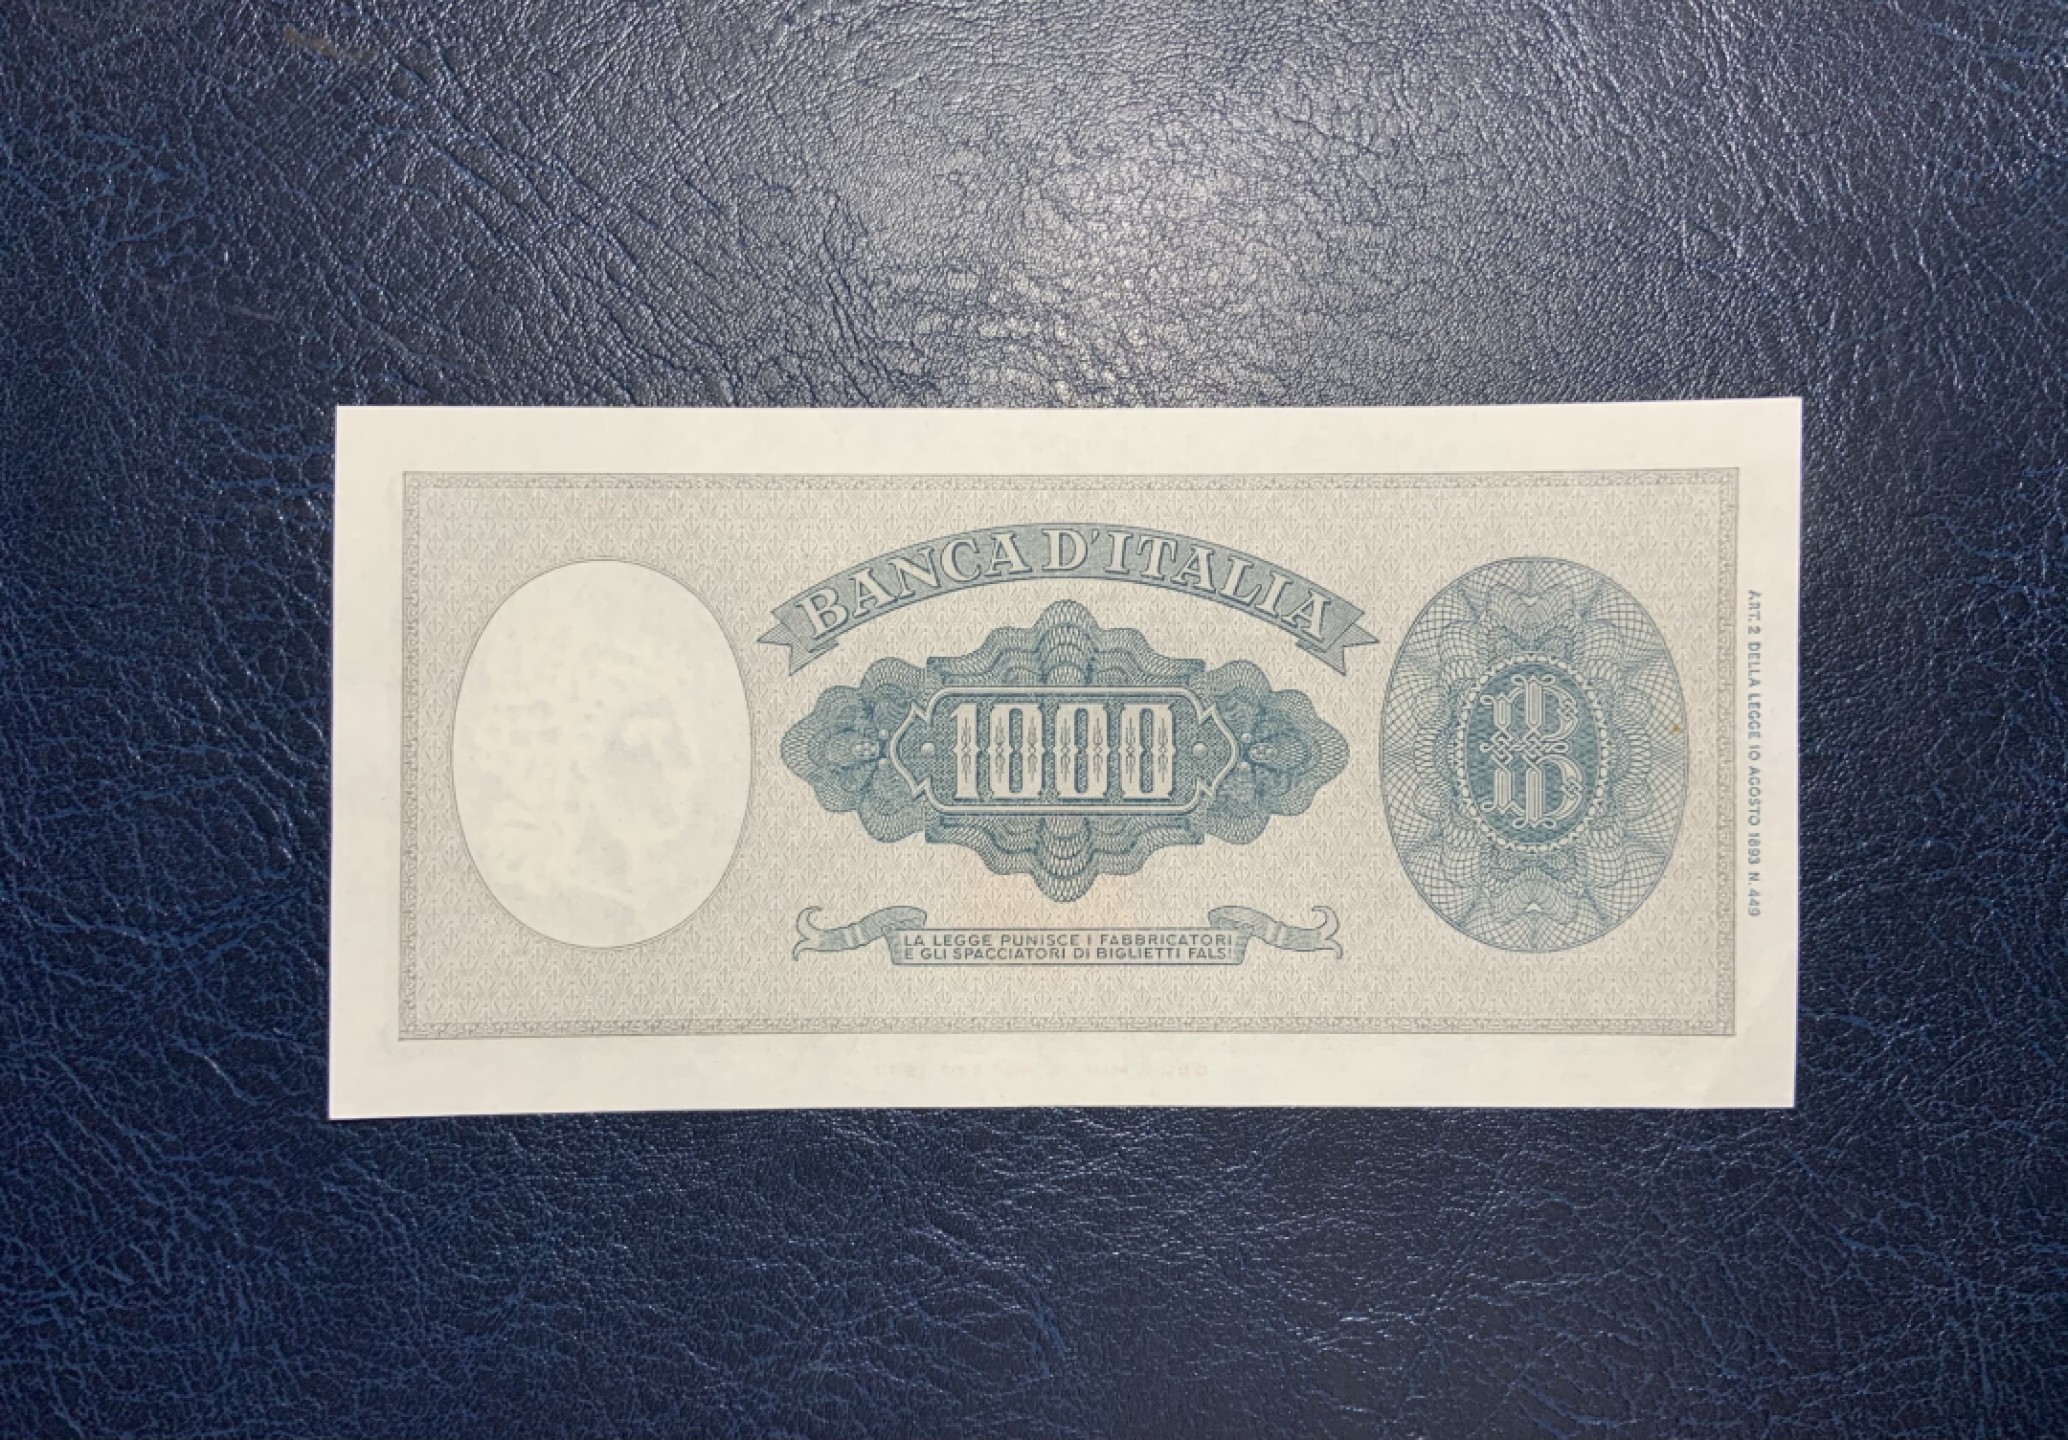 BANCA D'ITALIA
1000
B
LA LEGGE PUNISCE I FABBRICATORI
E GLI SPACCIATORI DI BIGLIETTI FALSI
ART. 2 DELLA LEGGE 10 AGOSTO 1893 N. 449